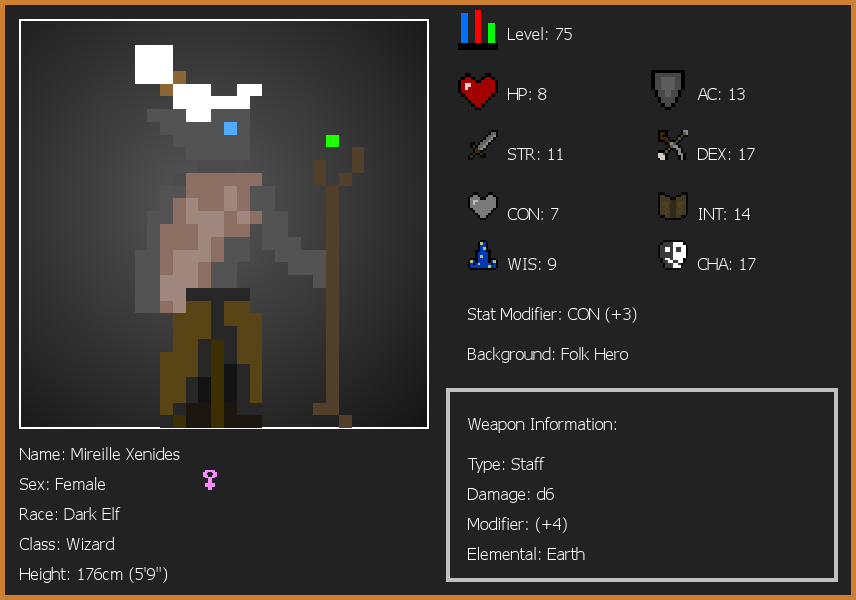 Level: 75
HP: 8
AC: 13
STR: 11
DEX: 17
CON: 7
INT: 14
WIS: 9
CHA: 17
Stat Modifier: CON (+3)
Background: Folk Hero
Weapon Information:
Type: Staff
Damage: d6
Modifier: (+4)
Elemental: Earth
Name: Mireille Xenides
Sex: Female
Race: Dark Elf
Class: Wizard
Height: 176cm (5'9")